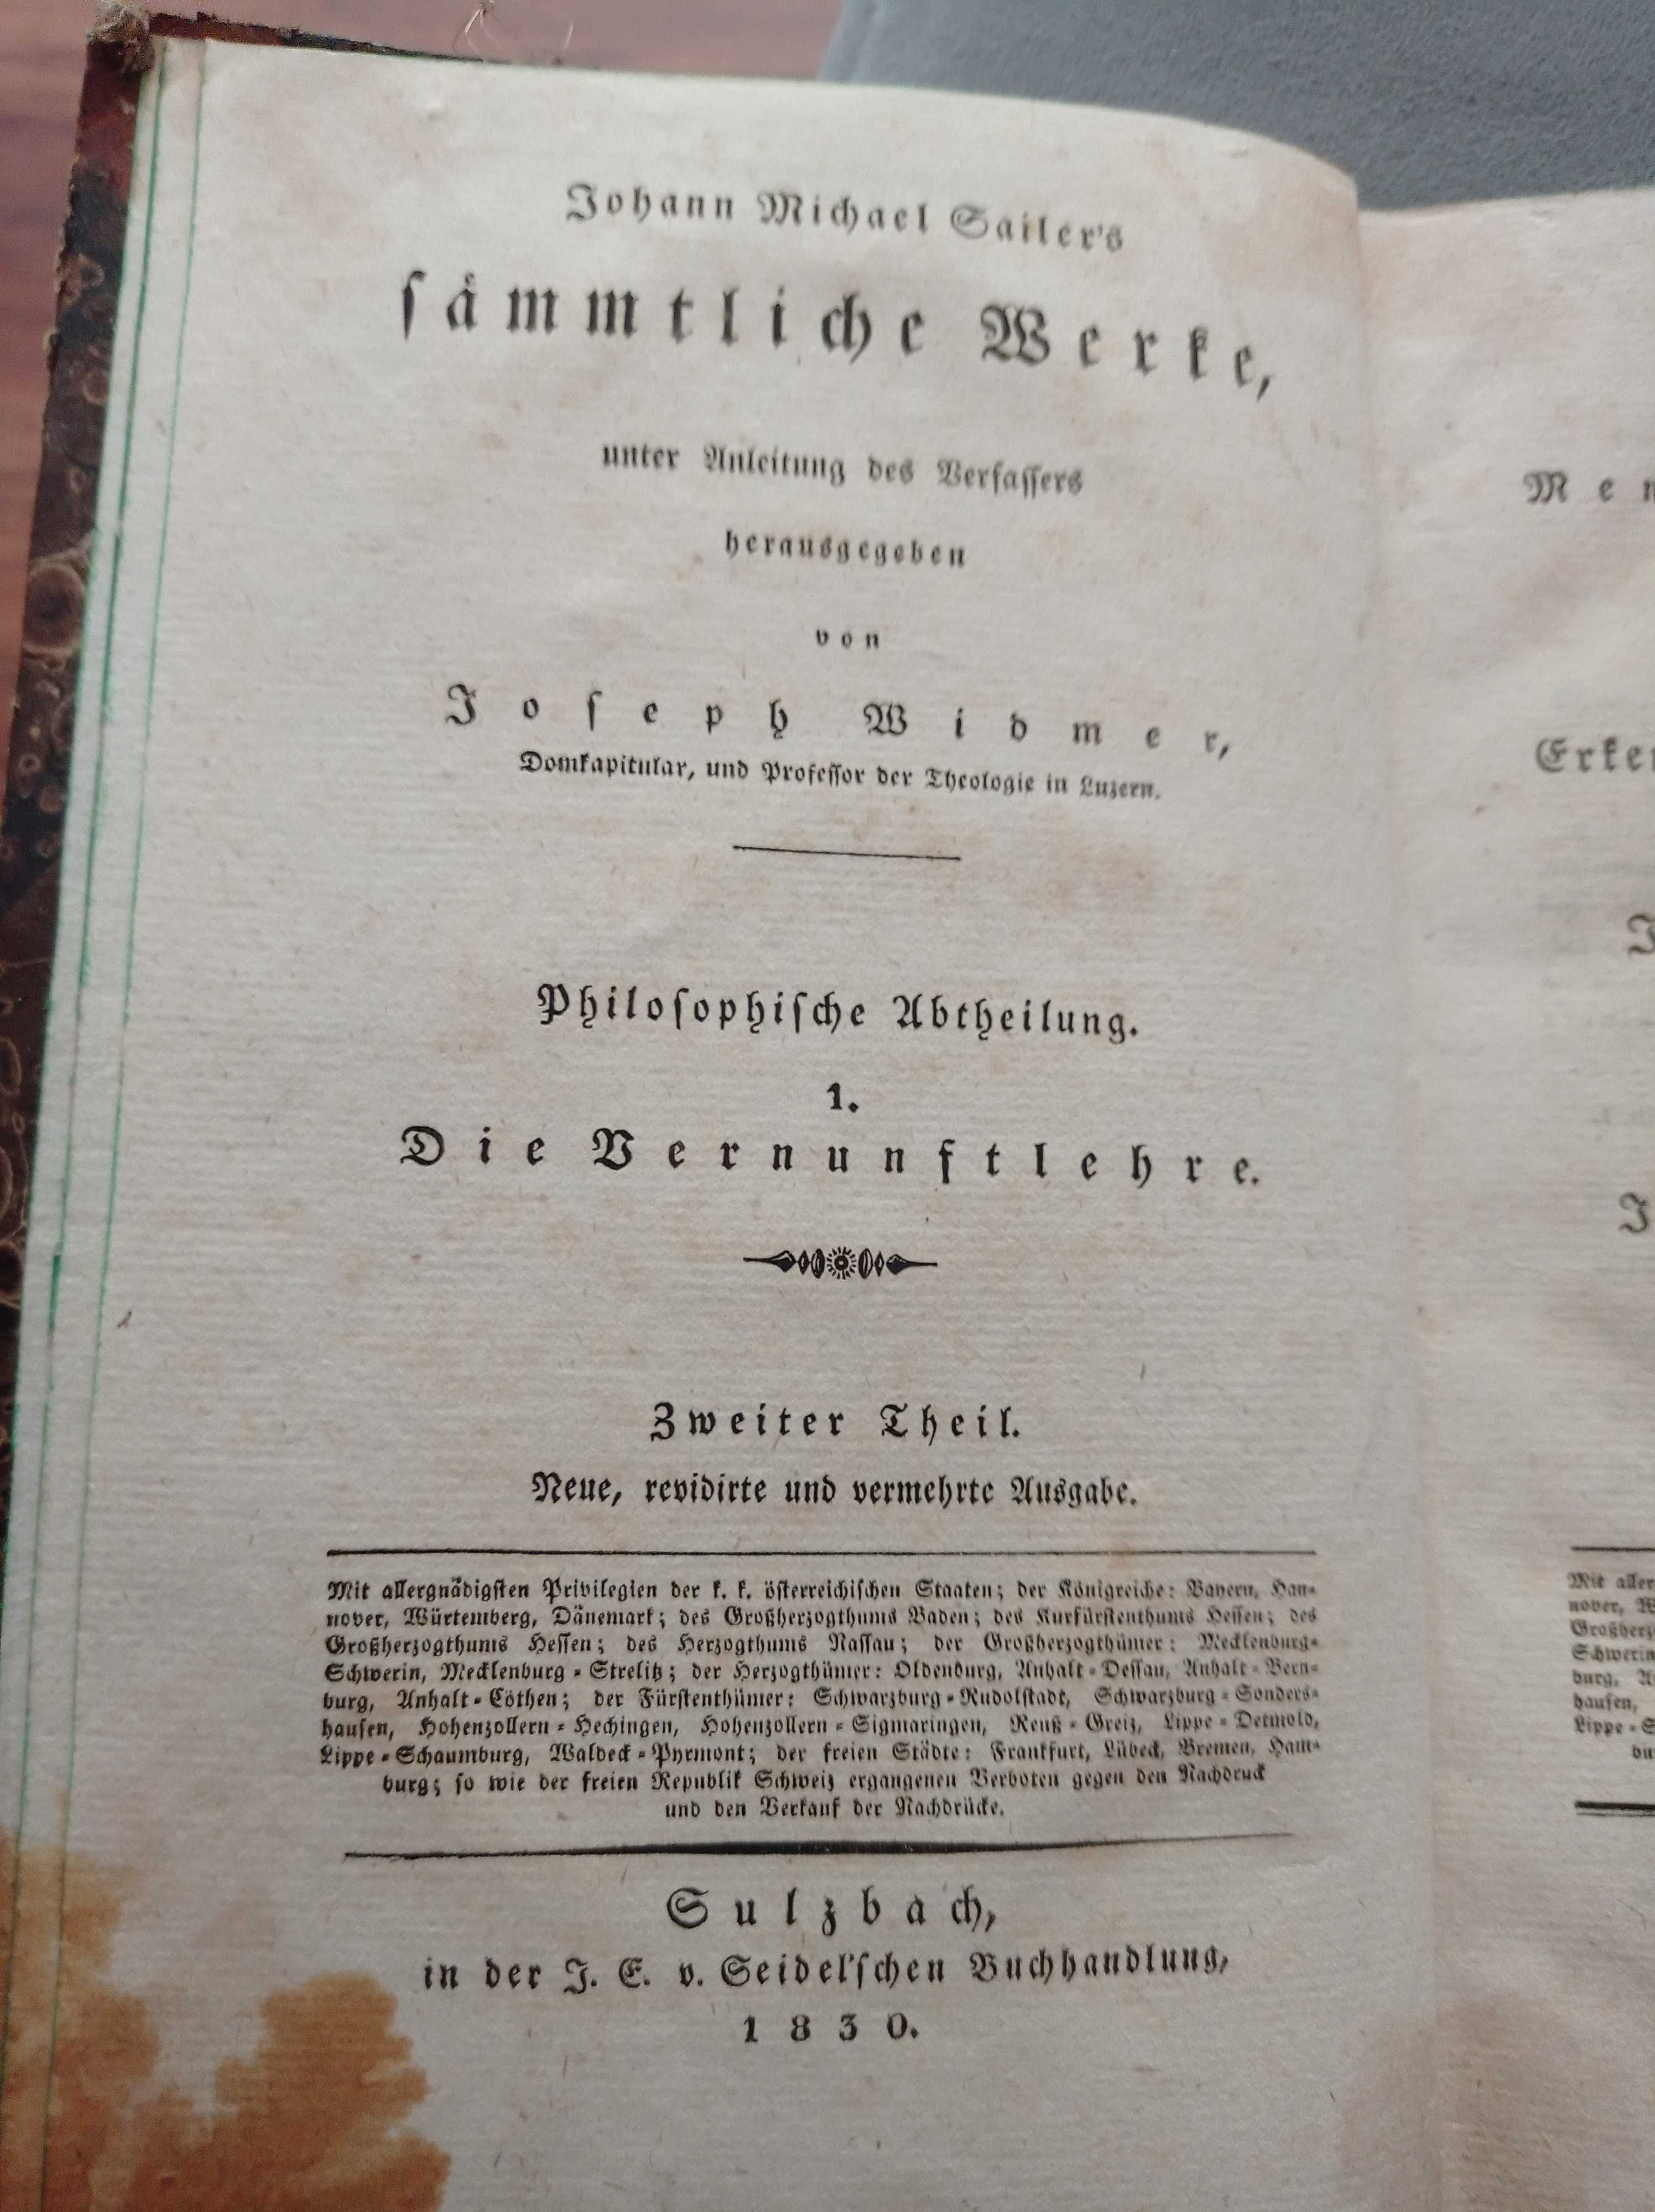 Johann Michael Sailer's
sämmtliche Werke,
unter Anleitung des Verfassers
herausgegeben
von
Joseph Widmer,
Domkapitular, und Professor der Theologie in Luzern.
Philosophische Abtheilung.
1.
Die Vernunftlehre.
Zweiter Theil.
Neue, revidirte und vermehrte Ausgabe.
Mit allergnädigsten Privilegien der k. k. österreichischen Staaten; der Königreiche: Bayern, Han-
nover, Würtemberg, Dänemark; des Großherzogthums Baden; des Kurfürstenthums Hessen; des
Großherzogthums Hessen; des Herzogthums Nassau; der Großherzogthümer: Mecklenburg-
Schwerin, Mecklenburg-Strelitz; der Herzogthümer: Oldenburg, Anhalt-Dessau, Anhalt-Bern-
burg, Anhalt-Cöthen; der Fürstenthümer: Schwarzburg-Rudolstadt, Schwarzburg-Sonders-
hausen, Hohenzollern-Hechingen, Hohenzollern-Sigmaringen, Reuß-Greiz, Lippe-Detmold,
Lippe-Schaumburg, Waldeck-Pyrmont; der freien Städte: Frankfurt, Lübeck, Bremen, Ham-
burg; so wie der freien Republik Schweiz ergangenen Verboten gegen den Nachdruck
und den Verkauf der Nachdrücke.
Sulzbach,
in der J. E. v. Seidel'schen Buchhandlung,
1830.
Mit
nover,
Schwerin
hausen,